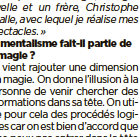 velle et un frère, Christophe
alle, avec lequel je réalise mes
ectacles. »
mentalisme fait-il partie de
magie ?
vient rajouter une dimension
a magie. On donne l'illusion à la
rsonne de venir chercher des
formations dans sa tête. On uti-
e pour cela des procédés logi-
es car on est bien d'accord que